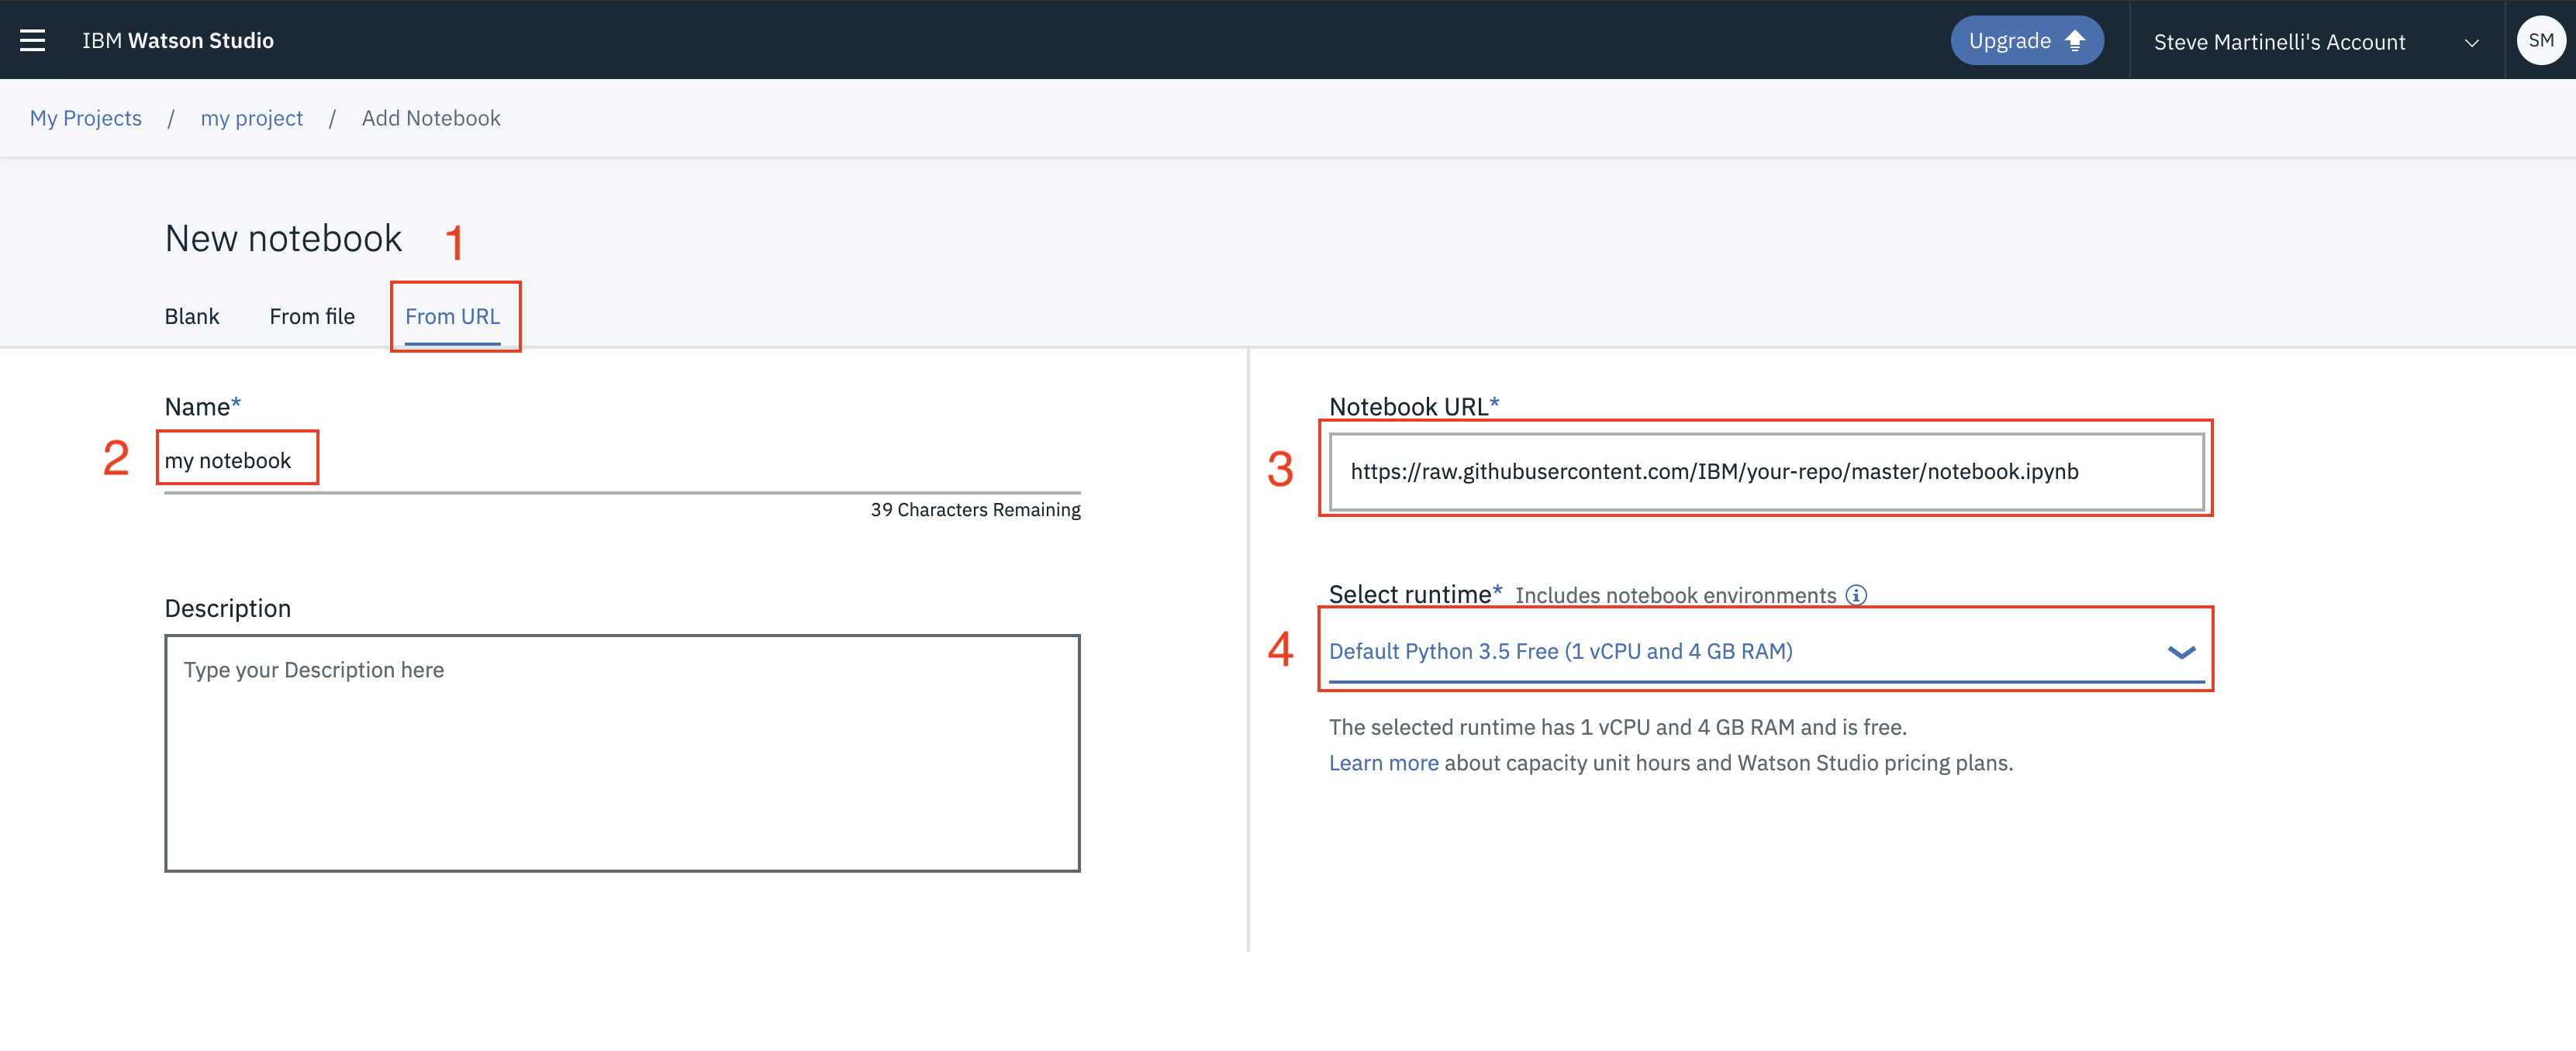 IBM Watson Studio
Upgrade
Steve Martinelli's Account
SM
My Projects / my project / Add Notebook
New notebook
1
Blank
From file
From URL
Name*
2
my notebook
39 Characters Remaining
Description
Type your Description here
Notebook URL*
3
https://raw.githubusercontent.com/IBM/your-repo/master/notebook.ipynb
Select runtime* Includes notebook environments
4
Default Python 3.5 Free (1 vCPU and 4 GB RAM)
The selected runtime has 1 vCPU and 4 GB RAM and is free.
Learn more about capacity unit hours and Watson Studio pricing plans.